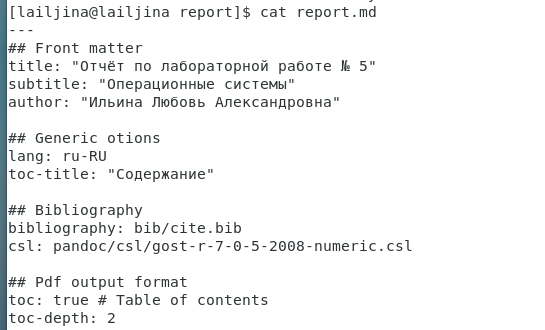 [lailjina@lailjina report]$ cat report.md
---
## Front matter
title: "Отчёт по лабораторной работе № 5"
subtitle: "Операционные системы"
author: "Ильина Любовь Александровна"
## Generic otions
lang: ru-RU
toc-title: "Содержание"
## Bibliography
bibliography: bib/cite.bib
csl: pandoc/csl/gost-r-7-0-5-2008-numeric.csl
## Pdf output format
toc: true # Table of contents
toc-depth: 2